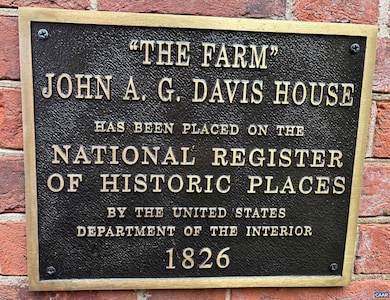 "THE FARM"
JOHN A. G. DAVIS HOUSE
HAS BEEN PLACED ON THE
NATIONAL REGISTER
OF HISTORIC PLACES
BY THE UNITED STATES
DEPARTMENT OF THE INTERIOR
1826
CAAR